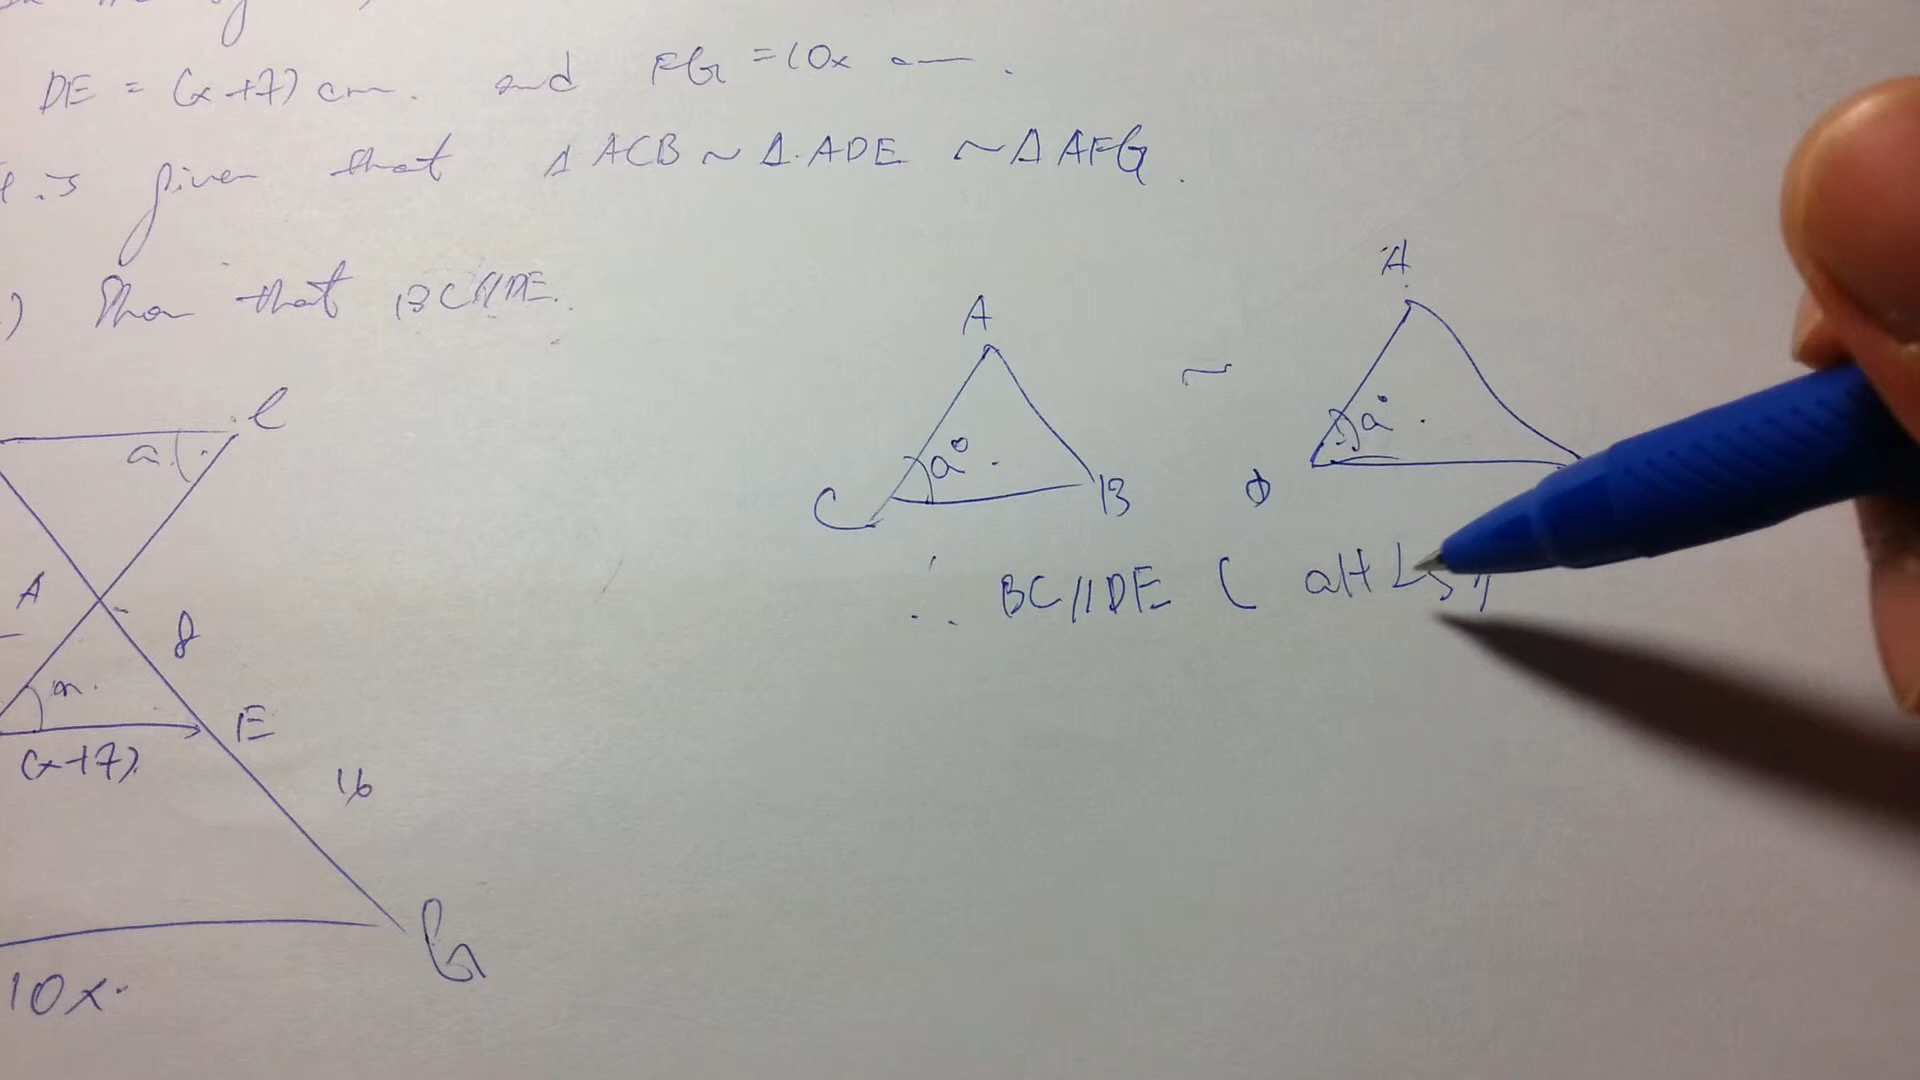 DE = (x+7) cm. and FG = 10x cm.
is given that Δ ACB ~ Δ.ADE ~ Δ AFG.
) Show that BC//DE.
A
A
C
~
a
a°
a°
C
B
D
∴ BC//DE ( alt ∠s,
A
8
E
(x+7)
16
G
10x